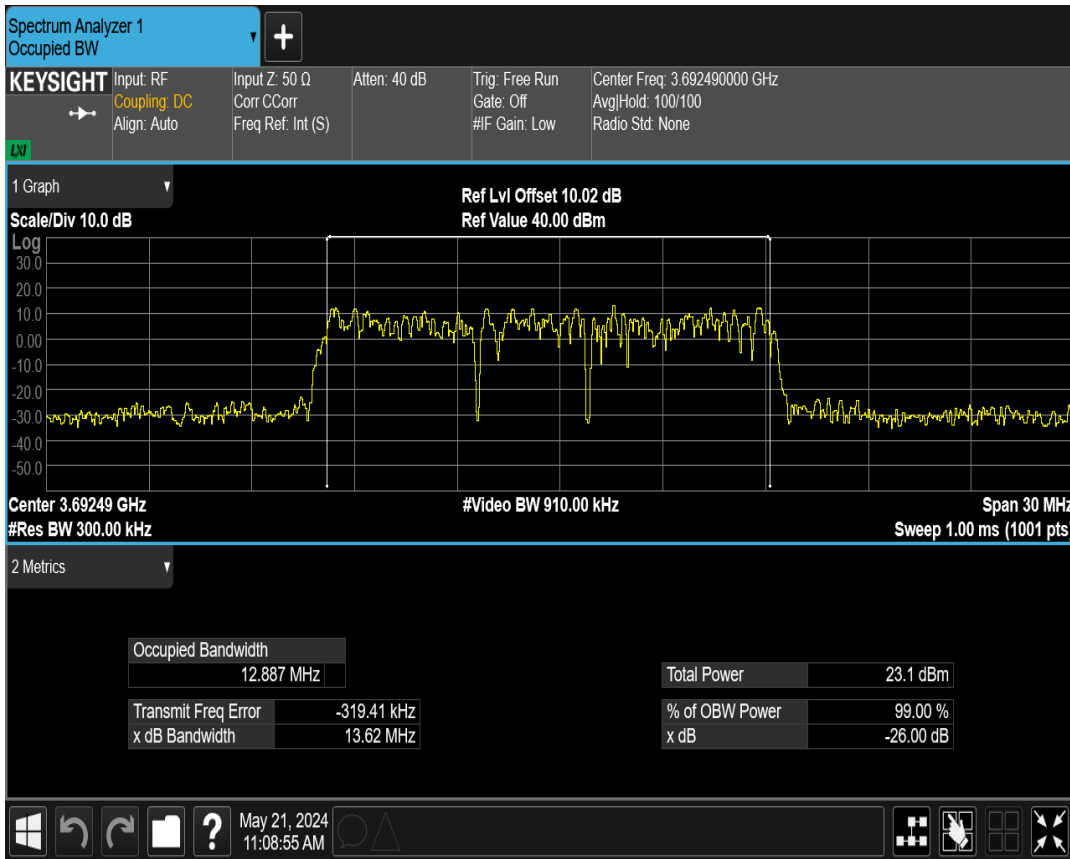 Spectrum Analyzer 1
Occupied BW
+
KEYSIGHT
LXI
Input: RF
Coupling: DC
Align: Auto
Input Z: 50 Ω
Corr CCorr
Freq Ref: Int (S)
Atten: 40 dB
Trig: Free Run
Gate: Off
#IF Gain: Low
Center Freq: 3.692490000 GHz
Avg|Hold: 100/100
Radio Std: None
1 Graph
Scale/Div 10.0 dB
Ref Lvl Offset 10.02 dB
Ref Value 40.00 dBm
Log
30.0
20.0
10.0
0.00
-10.0
-20.0
-30.0
-40.0
-50.0
Center 3.69249 GHz
#Video BW 910.00 kHz
Span 30 MHz
#Res BW 300.00 kHz
Sweep 1.00 ms (1001 pts)
2 Metrics
Occupied Bandwidth
12.887 MHz
Total Power 23.1 dBm
Transmit Freq Error -319.41 kHz
% of OBW Power 99.00 %
x dB Bandwidth 13.62 MHz
x dB -26.00 dB
?
May 21, 2024
11:08:55 AM